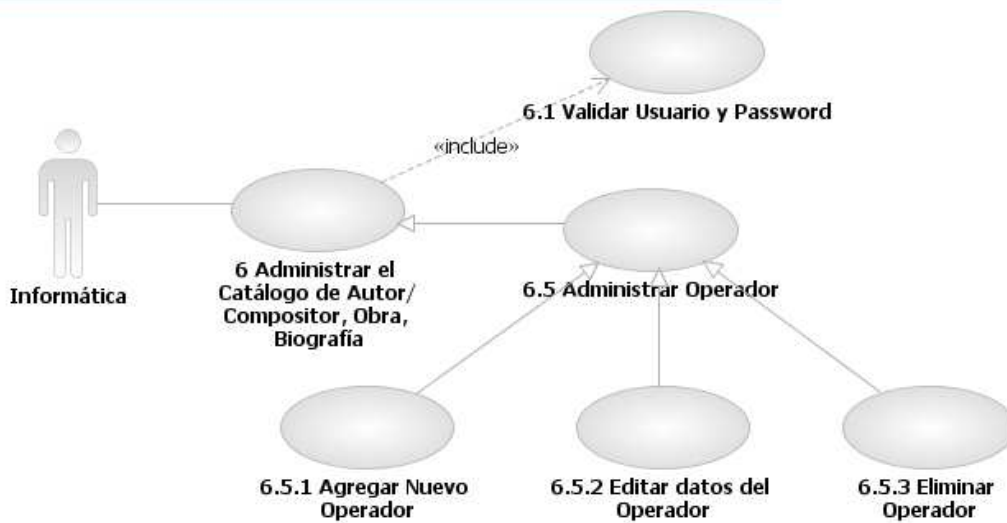 6.1 Validar Usuario y Password
«include»
Informática
6 Administrar el
Catálogo de Autor/
Compositor, Obra,
Biografía
6.5 Administrar Operador
6.5.1 Agregar Nuevo
Operador
6.5.2 Editar datos del
Operador
6.5.3 Eliminar
Operador